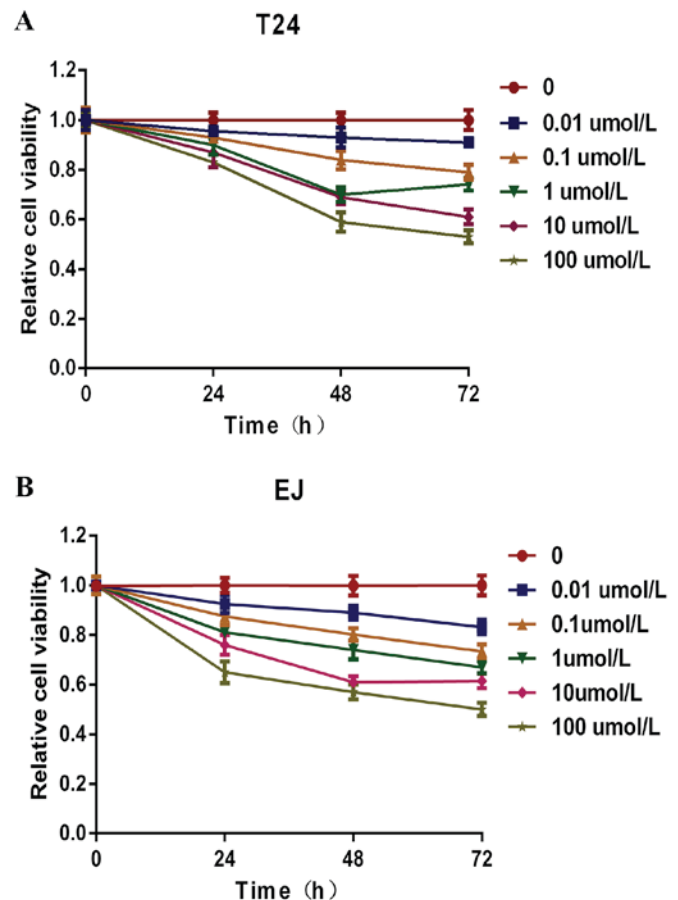 A
T24
Relative cell viability
1.2
1.0
0.8
0.6
0.4
0.2
0.0
0 24 48 72
Time (h)
0
0.01 umol/L
0.1 umol/L
1 umol/L
10 umol/L
100 umol/L
B
EJ
Relative cell viability
1.2
1.0
0.8
0.6
0.4
0.2
0.0
0 24 48 72
Time (h)
0
0.01 umol/L
0.1umol/L
1umol/L
10umol/L
100 umol/L